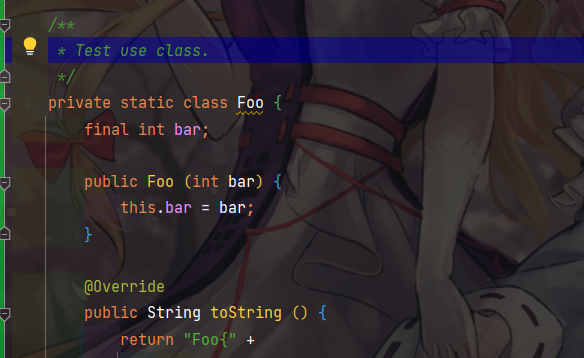 /**
 * Test use class.
 */
private static class Foo {
    final int bar;
    public Foo (int bar) {
        this.bar = bar;
    }
    @Override
    public String toString () {
        return "Foo{" +